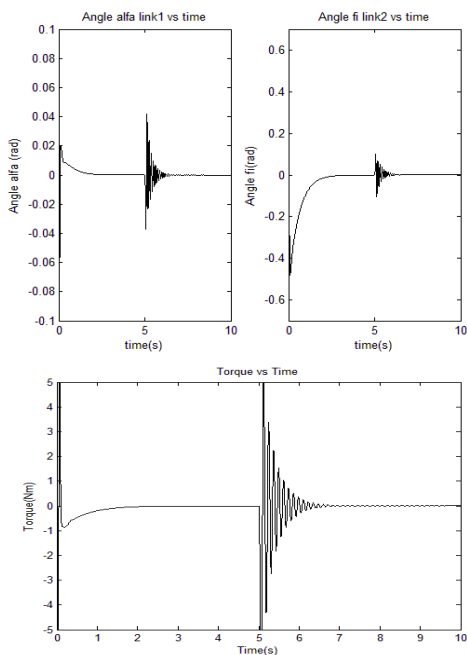 Angle alfa link1 vs time
Angle alfa (rad)
0.1
0.08
0.06
0.04
0.02
0
-0.02
-0.04
-0.06
-0.08
-0.1
0 5 10
time(s)
Angle fi link2 vs time
Angle fi(rad)
0.6
0.4
0.2
0
-0.2
-0.4
-0.6
0 5 10
time(s)
Torque vs Time
Torque(Nm)
5
4
3
2
1
0
-1
-2
-3
-4
-5
0 1 2 3 4 5 6 7 8 9 10
Time(s)